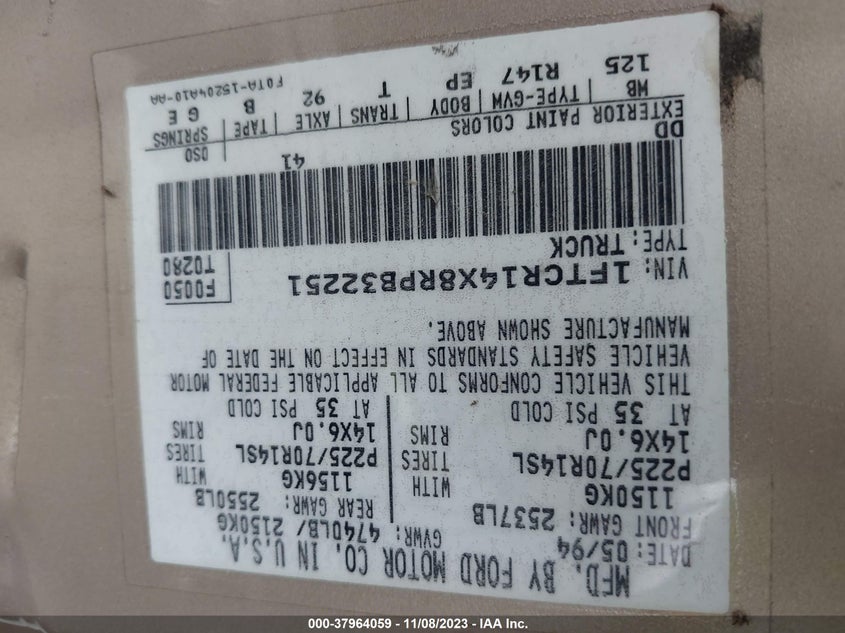 MFD. BY FORD MOTOR CO. IN U.S.A.
DATE: 05/94 GVWR: 4740LB/ 2150KG
FRONT GAWR: 2537LB REAR GAWR: 2550LB
1150KG WITH 1156KG WITH
P225/70R14SL TIRES P225/70R14SL TIRES
14X6.0J RIMS 14X6.0J RIMS
AT 35 PSI COLD AT 35 PSI COLD
THIS VEHICLE CONFORMS TO ALL APPLICABLE FEDERAL MOTOR
VEHICLE SAFETY STANDARDS IN EFFECT ON THE DATE OF
MANUFACTURE SHOWN ABOVE.
VIN: 1FTCR14X8RPB32251 F0050
TYPE: TRUCK T0280
41
DD DSO
EXTERIOR PAINT COLORS
WB TYPE-GVM BODY TRANS AXLE TAPE SPRINGS
125 R147 EP T 92 B G E
F0TA-15204A10-AA
000-37964059 - 11/08/2023 - IAA Inc.